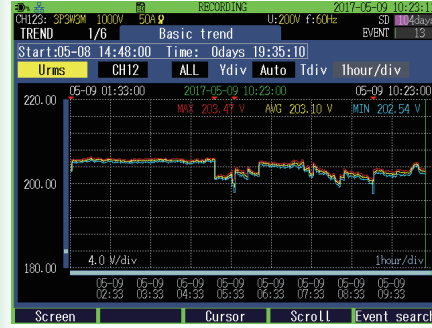 RECORDING 2017-05-09 10:23:1
CH123: 3P3W3M 1000V 50A U:200V f:60Hz SD 104days
TREND 1/6 Basic trend EVENT 13
Start:05-08 14:48:00 Time: 0days 19:35:10
Urms CH12 ALL Ydiv Auto Tdiv 1hour/div
05-09 01:33:00 2017-05-09 10:23:00 05-09 10:23:00
220.00
MAX 203.47 V AVG 203.10 V MIN 202.54 V
200.00
4.0 V/div 1hour/div
180.00
05-09 05-09 05-09 05-09 05-09 05-09 05-09 05-09
02:33 03:33 04:33 05:33 06:33 07:33 08:33 09:33
Screen Cursor Scroll Event search